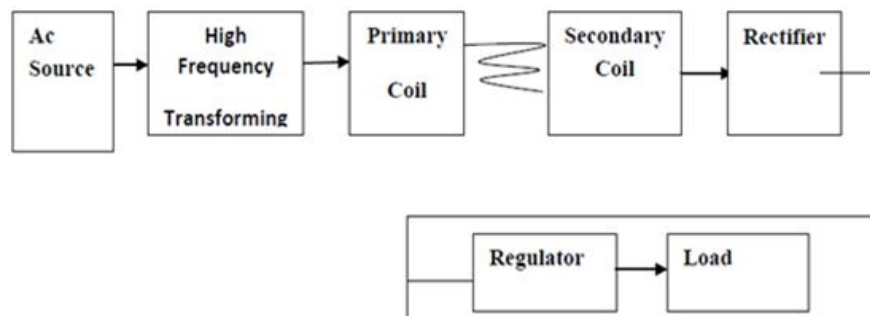 Ac
Source
High
Frequency
Transforming
Primary
Coil
Secondary
Coil
Rectifier
Regulator
Load